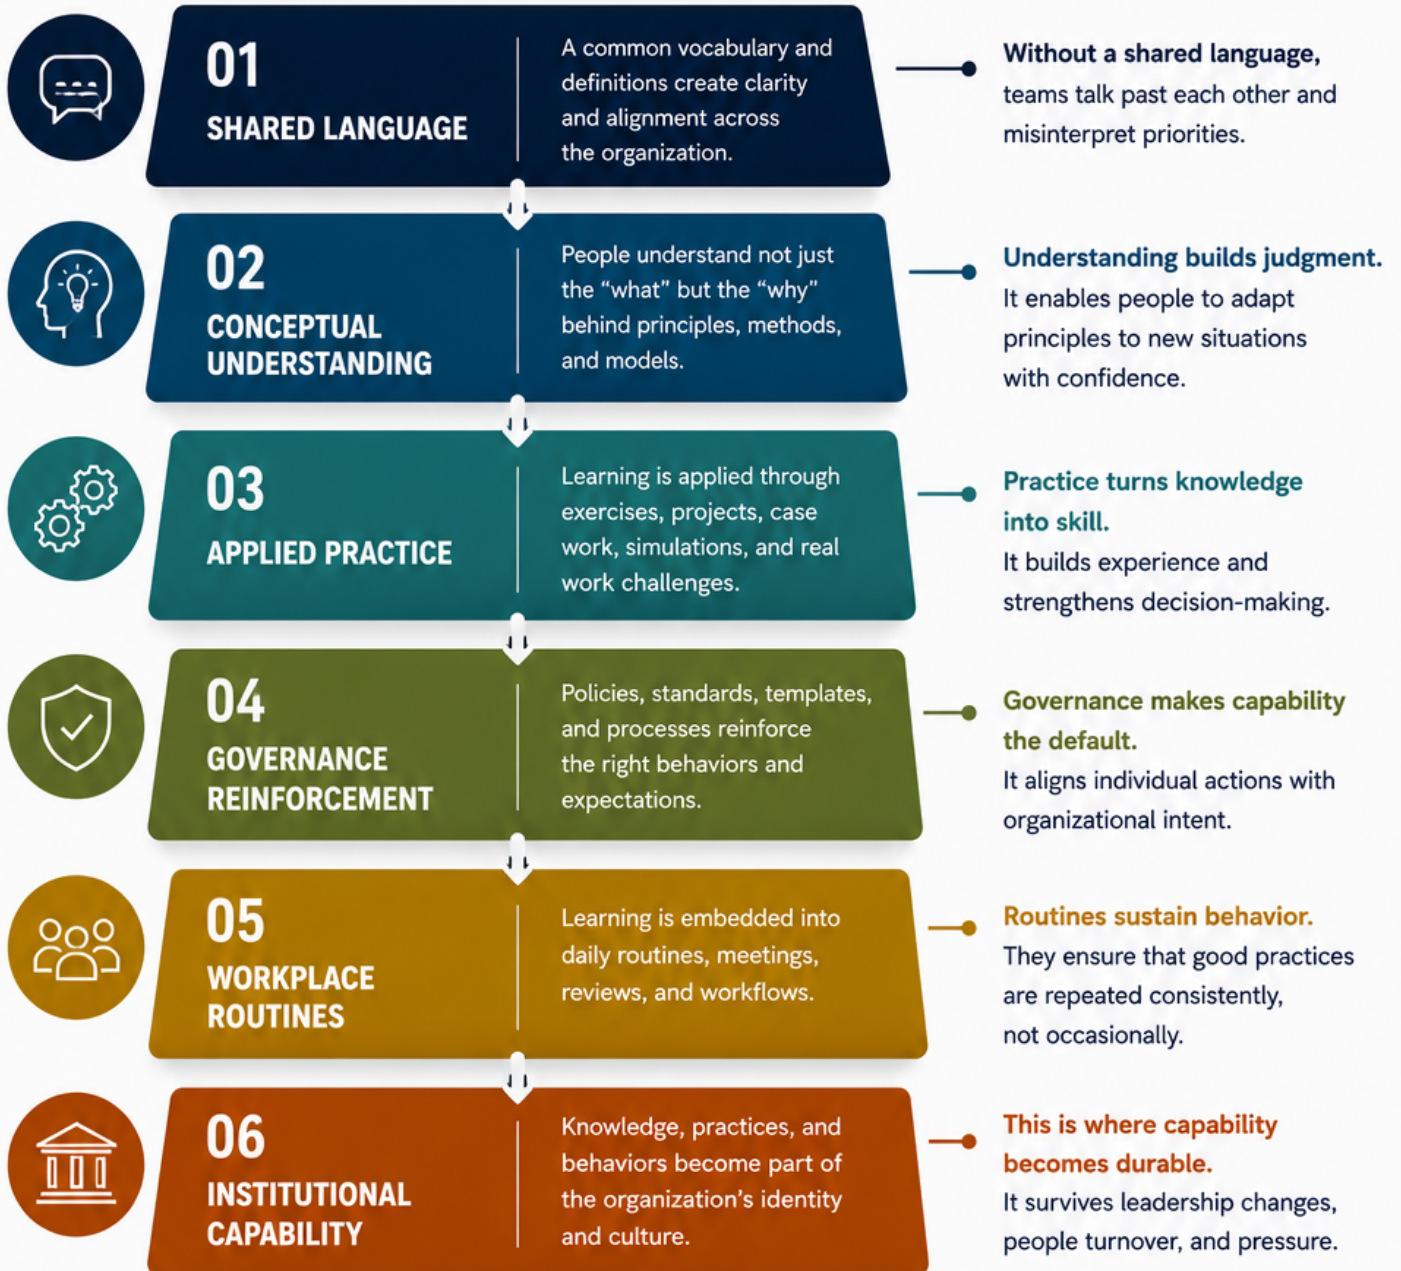 01
SHARED LANGUAGE
A common vocabulary and
definitions create clarity
and alignment across
the organization.
Without a shared language,
teams talk past each other and
misinterpret priorities.
02
CONCEPTUAL
UNDERSTANDING
People understand not just
the “what” but the “why”
behind principles, methods,
and models.
Understanding builds judgment.
It enables people to adapt
principles to new situations
with confidence.
03
APPLIED PRACTICE
Learning is applied through
exercises, projects, case
work, simulations, and real
work challenges.
Practice turns knowledge
into skill.
It builds experience and
strengthens decision-making.
04
GOVERNANCE
REINFORCEMENT
Policies, standards, templates,
and processes reinforce
the right behaviors and
expectations.
Governance makes capability
the default.
It aligns individual actions with
organizational intent.
05
WORKPLACE
ROUTINES
Learning is embedded into
daily routines, meetings,
reviews, and workflows.
Routines sustain behavior.
They ensure that good practices
are repeated consistently,
not occasionally.
06
INSTITUTIONAL
CAPABILITY
Knowledge, practices, and
behaviors become part of
the organization’s identity
and culture.
This is where capability
becomes durable.
It survives leadership changes,
people turnover, and pressure.